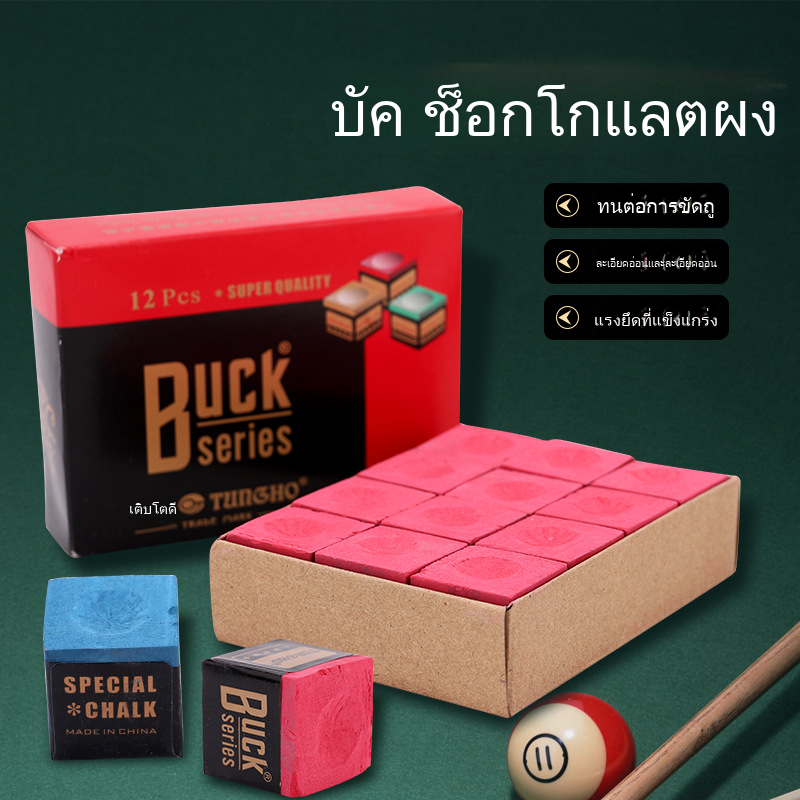 บัค ช็อกโกแลตผง
ทนต่อการขัดถู
ละเอียดอ่อนและละเอียดอ่อน
แรงยึดที่แข็งแกร่ง
12 Pcs * SUPER QUALITY
BUCK®
series
เติบโตดี TUNGHO®
TRADE MARK
SPECIAL
*CHALK
MADE IN CHINA
BUCK®
series
11